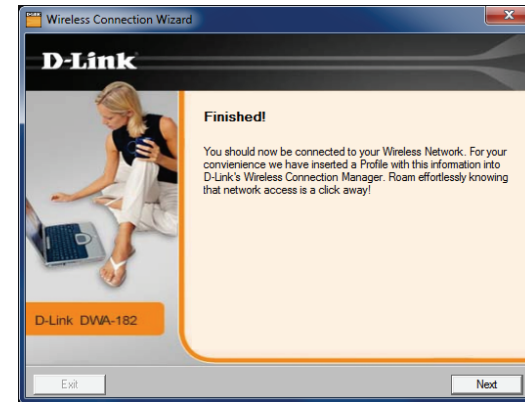 Wireless Connection Wizard
D-Link
Finished!
You should now be connected to your Wireless Network. For your
convienience we have inserted a Profile with this information into
D-Link's Wireless Connection Manager. Roam effortlessly knowing
that network access is a click away!
D-Link DWA-182
Exit
Next